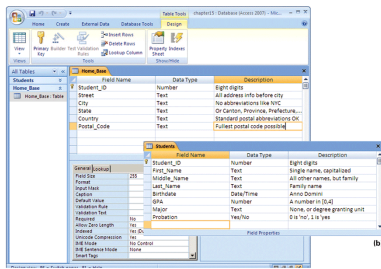 chapter15 : Database (Access 2007) - Mic...
Table Tools
Home Create External Data Database Tools Design
View
Primary Key
Builder
Test Validation Rules
Insert Rows
Delete Rows
Lookup Column
Property Sheet
Indexes
Views Tools Show/Hide
All Tables
Students
Home_Base
Home_Base : Table
Home_Base
Field Name Data Type Description
Student_ID Number Eight digits
Street Text All address info before city
City Text No abbreviations like NYC
State Text Or Canton, Province, Prefecture,...
Country Text Standard postal abbreviations OK
Postal_Code Text Fullest postal code possible
Students
Field Name Data Type Description
Student_ID Number Eight digits
First_Name Text Single name, capitalized
Middle_Name Text All other names, but family
Last_Name Text Family name
Birthdate Date/Time Anno Domini
GPA Number A number in [0,4]
Major Text None, or degree granting unit
Probation Yes/No 0 is 'no', 1 is 'yes
Field Properties
General Lookup
Field Size 255
Format
Input Mask
Caption
Default Value
Validation Rule
Validation Text
Required No
Allow Zero Length Yes
Indexed Yes (Du
Unicode Compression Yes
IME Mode No Control
IME Sentence Mode None
Smart Tags
(b